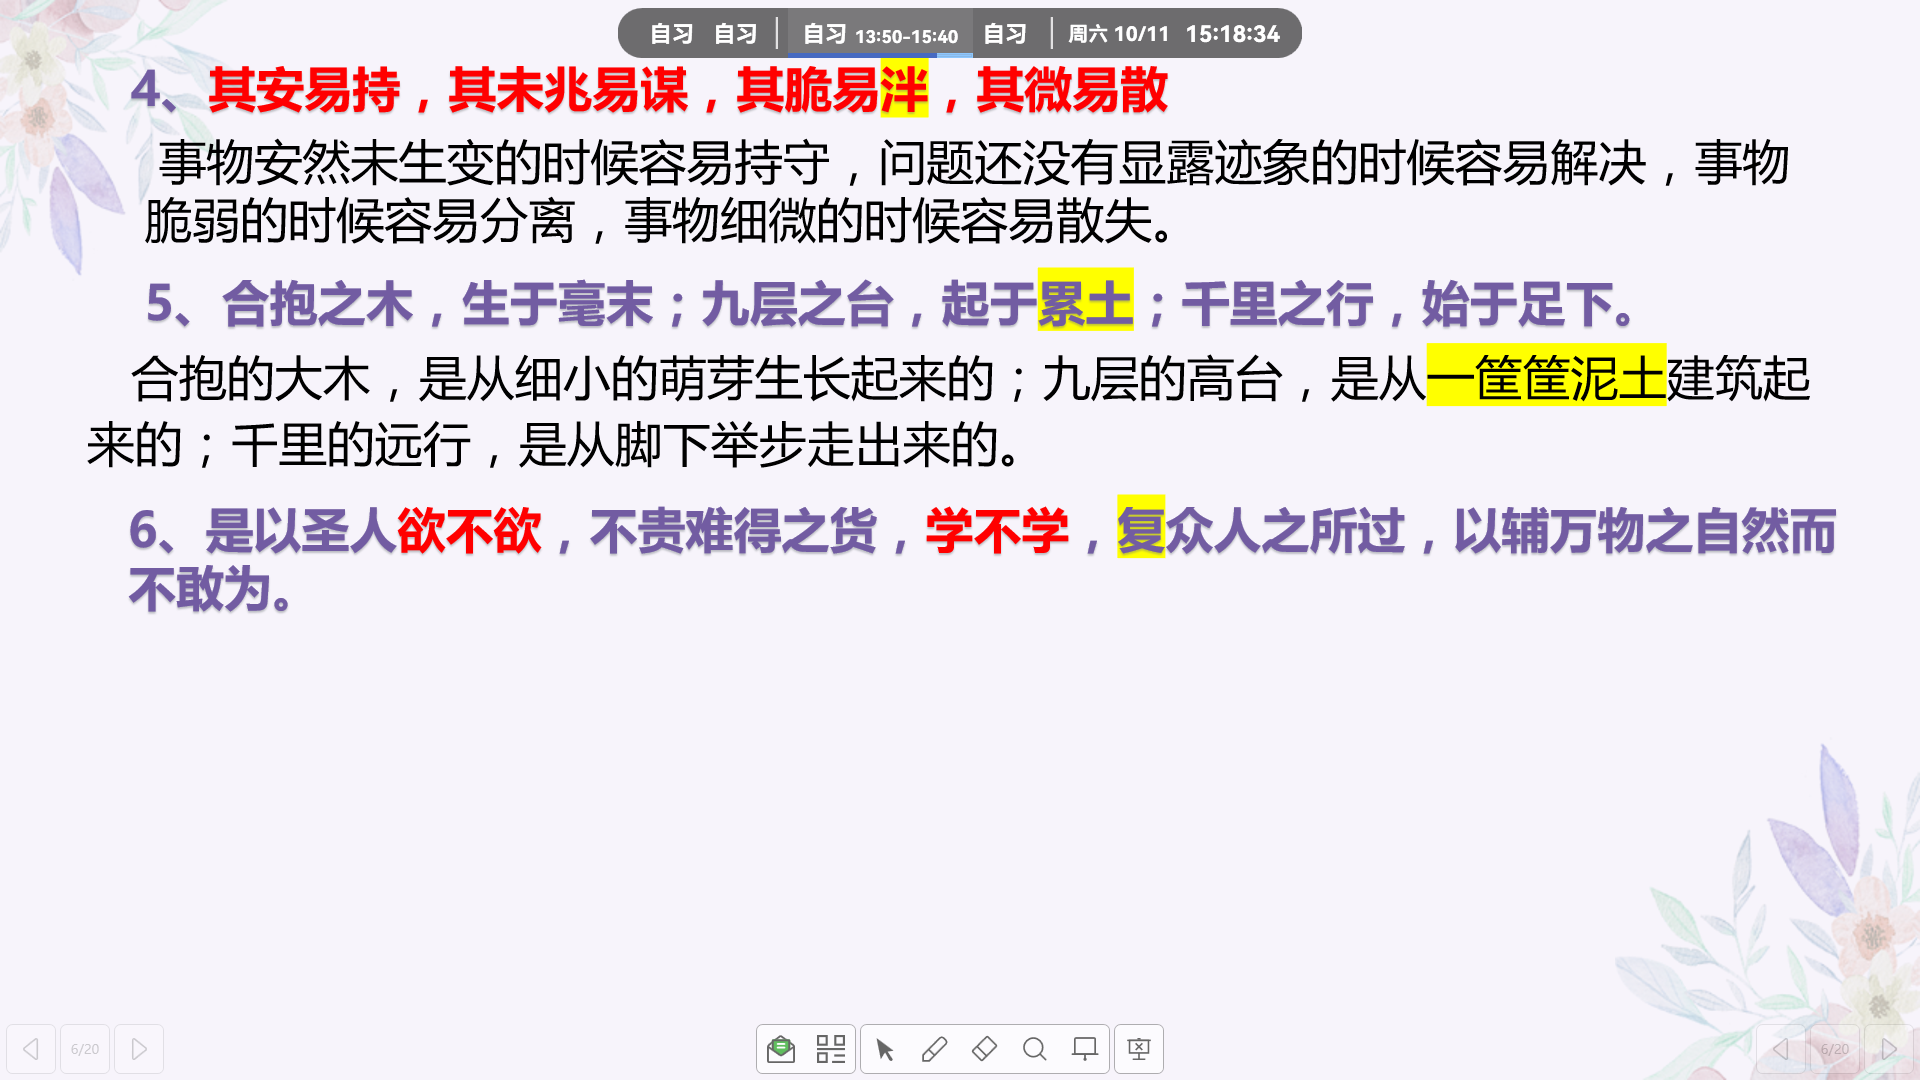 自习 自习 自习 13:50-15:40 自习 周六 10/11 15:18:34
4、其安易持，其未兆易谋，其脆易泮，其微易散
事物安然未生变的时候容易持守，问题还没有显露迹象的时候容易解决，事物
脆弱的时候容易分离，事物细微的时候容易散失。
5、合抱之木，生于毫末；九层之台，起于累土；千里之行，始于足下。
合抱的大木，是从细小的萌芽生长起来的；九层的高台，是从一筐筐泥土建筑起
来的；千里的远行，是从脚下举步走出来的。
6、是以圣人欲不欲，不贵难得之货，学不学，复众人之所过，以辅万物之自然而
不敢为。
6/20 6/20